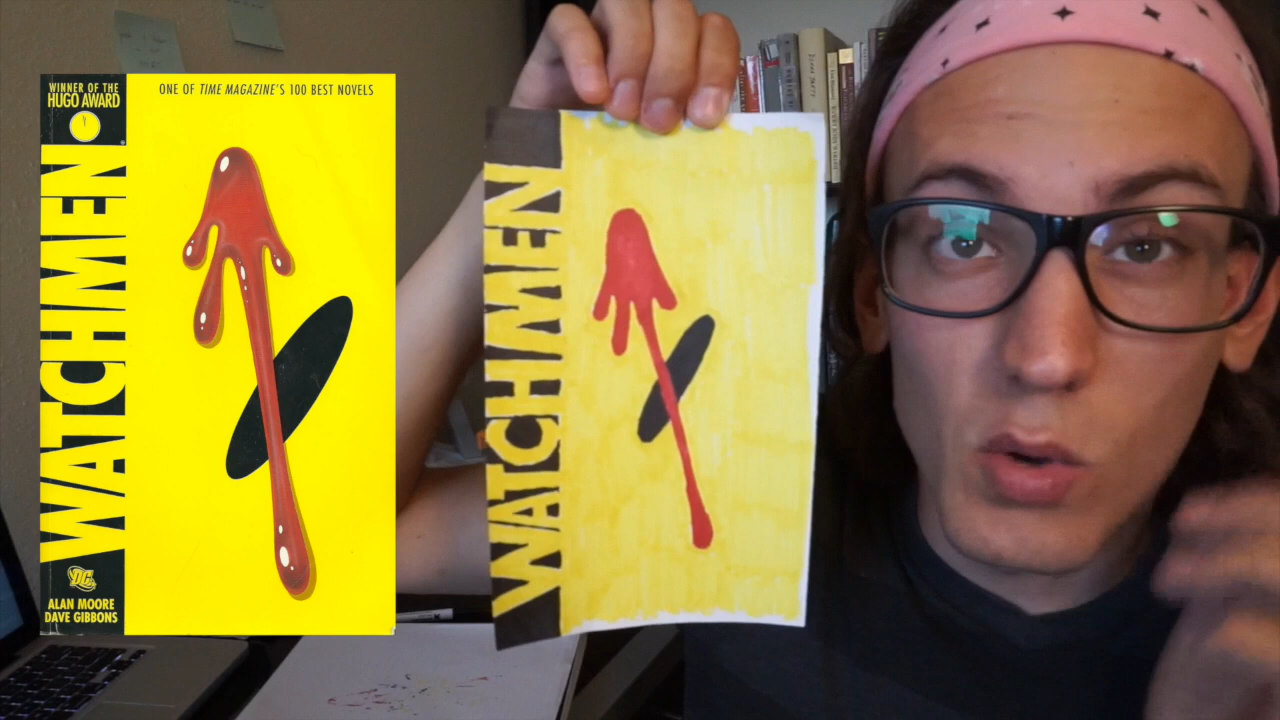 WINNER OF THE
HUGO AWARD
ONE OF TIME MAGAZINE'S 100 BEST NOVELS
WATCHMEN
DC
ALAN MOORE
DAVE GIBBONS
WATCHMEN